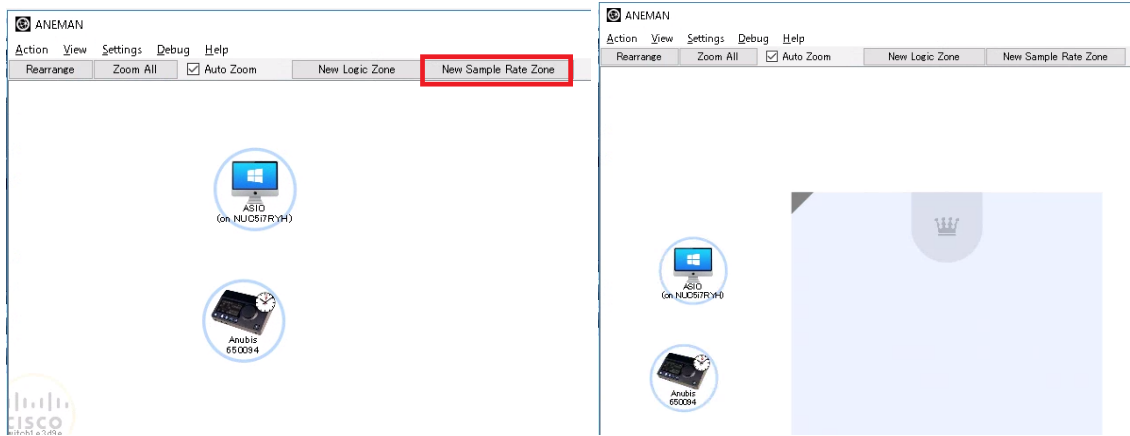 ANEMAN
Action View Settings Debug Help
Rearrange Zoom All Auto Zoom New Logic Zone New Sample Rate Zone
ASIO
(on NUC5i7RYH)
Anubis
650094
CISCO
ANEMAN
Action View Settings Debug Help
Rearrange Zoom All Auto Zoom New Logic Zone New Sample Rate Zone
ASIO
(on NUC5i7RYH)
Anubis
650094